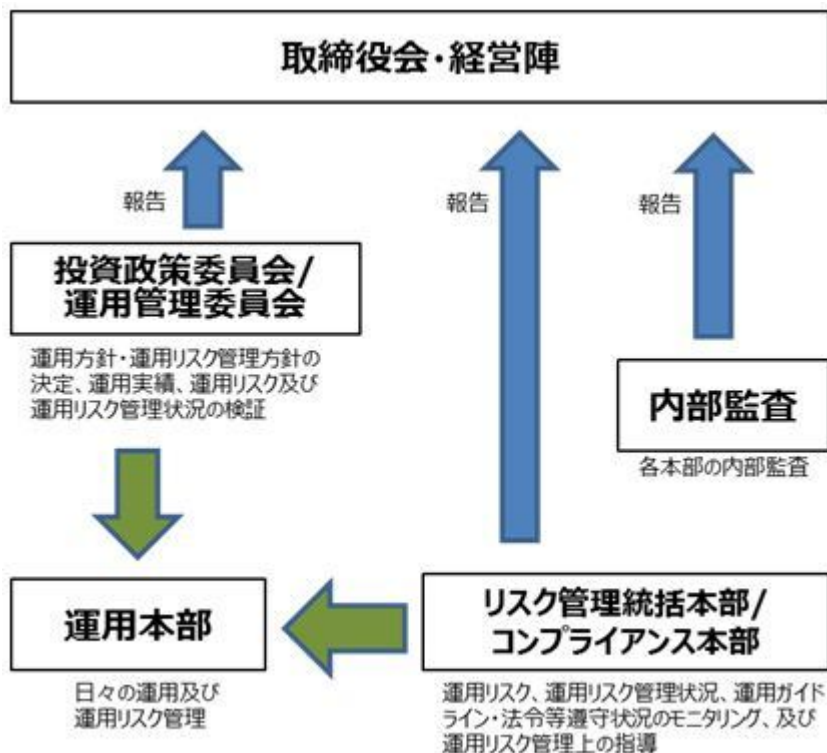 取締役会・経営陣
報告
報告
報告
投資政策委員会/
運用管理委員会
運用方針・運用リスク管理方針の
決定、運用実績、運用リスク及び
運用リスク管理状況の検証
内部監査
各本部の内部監査
運用本部
日々の運用及び
運用リスク管理
リスク管理統括本部/
コンプライアンス本部
運用リスク、運用リスク管理状況、運用ガイド
ライン・法令等遵守状況のモニタリング、及び
運用リスク管理上の指導